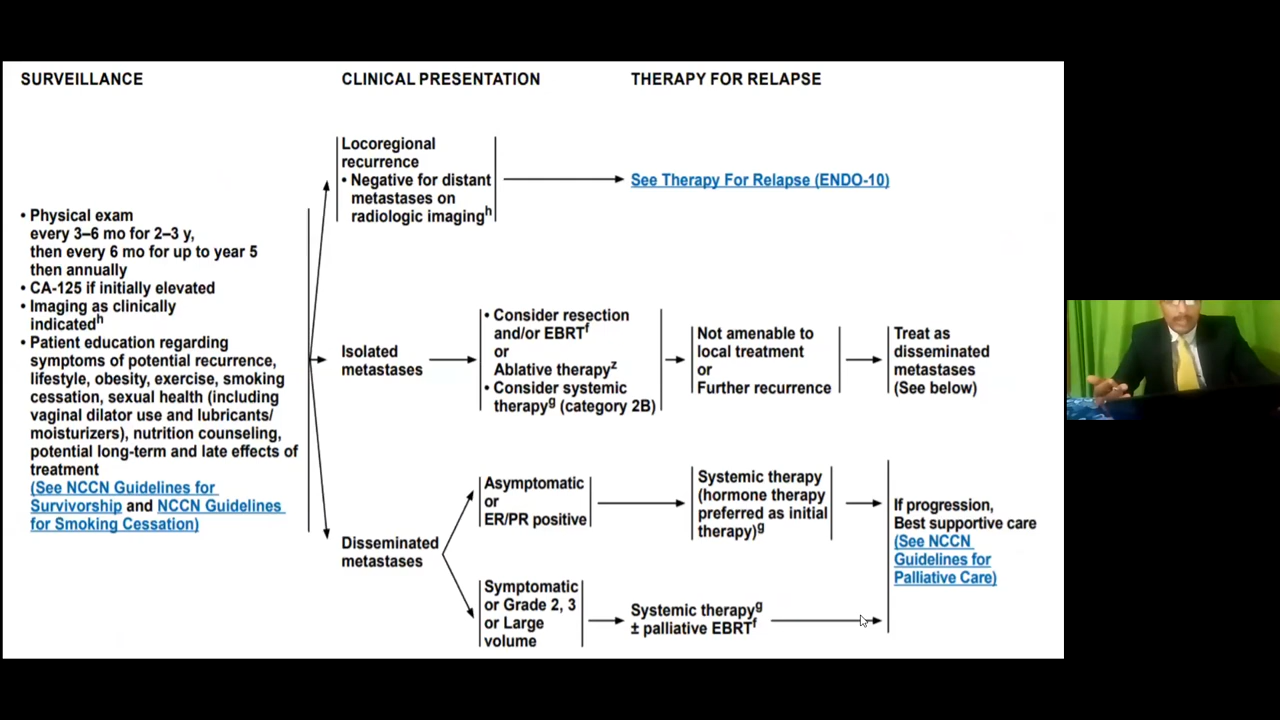 SURVEILLANCE
CLINICAL PRESENTATION
THERAPY FOR RELAPSE
• Physical exam
every 3–6 mo for 2–3 y,
then every 6 mo for up to year 5
then annually
• CA-125 if initially elevated
• Imaging as clinically
indicatedʰ
• Patient education regarding
symptoms of potential recurrence,
lifestyle, obesity, exercise, smoking
cessation, sexual health (including
vaginal dilator use and lubricants/
moisturizers), nutrition counseling,
potential long-term and late effects of
treatment
(See NCCN Guidelines for
Survivorship and NCCN Guidelines
for Smoking Cessation)
Locoregional
recurrence
• Negative for distant
metastases on
radiologic imagingʰ
See Therapy For Relapse (ENDO-10)
Isolated
metastases
• Consider resection
and/or EBRTᶠ
or
Ablative therapyᶻ
• Consider systemic
therapyᵍ (category 2B)
Not amenable to
local treatment
or
Further recurrence
Treat as
disseminated
metastases
(See below)
Disseminated
metastases
Asymptomatic
or
ER/PR positive
Systemic therapy
(hormone therapy
preferred as initial
therapy)ᵍ
Symptomatic
or Grade 2, 3
or Large
volume
Systemic therapyᵍ
± palliative EBRTᶠ
If progression,
Best supportive care
(See NCCN
Guidelines for
Palliative Care)